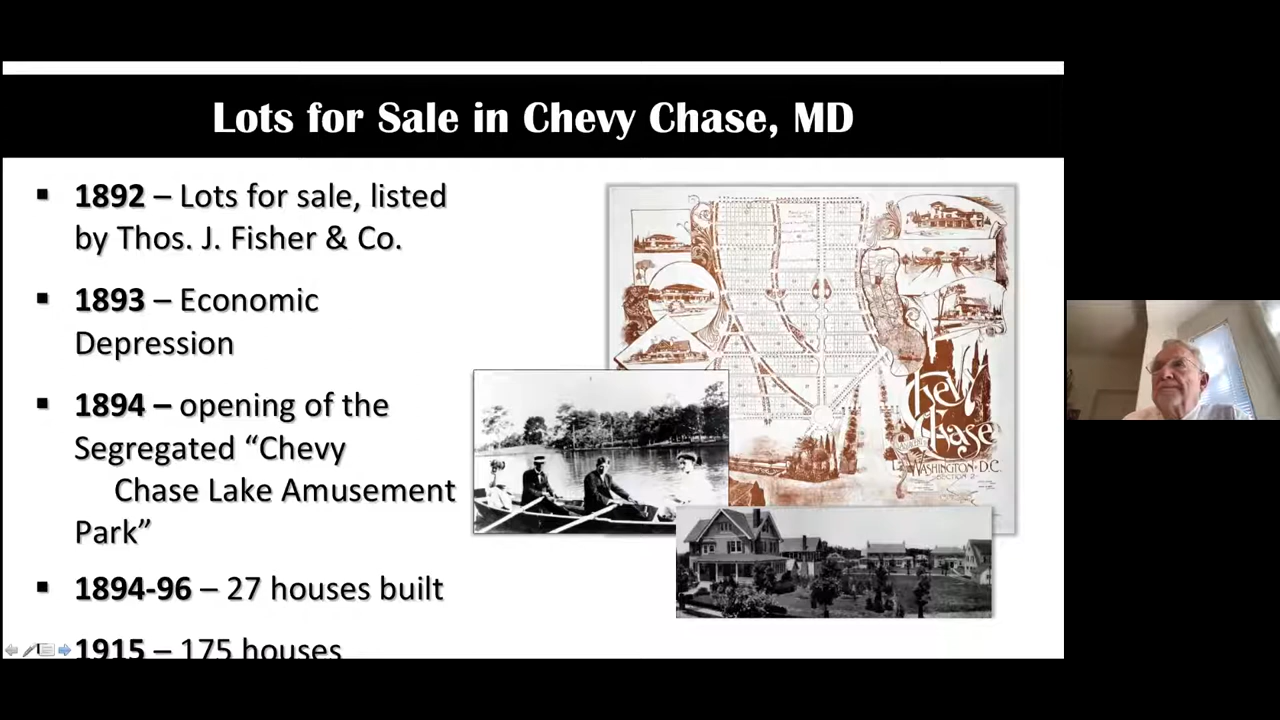 Lots for Sale in Chevy Chase, MD
▪ 1892 – Lots for sale, listed
by Thos. J. Fisher & Co.
▪ 1893 – Economic
Depression
▪ 1894 – opening of the
Segregated “Chevy
Chase Lake Amusement
Park”
▪ 1894-96 – 27 houses built
1915 – 175 houses
Chevy
Chase
WASHINGTON D.C.
SECTION 2